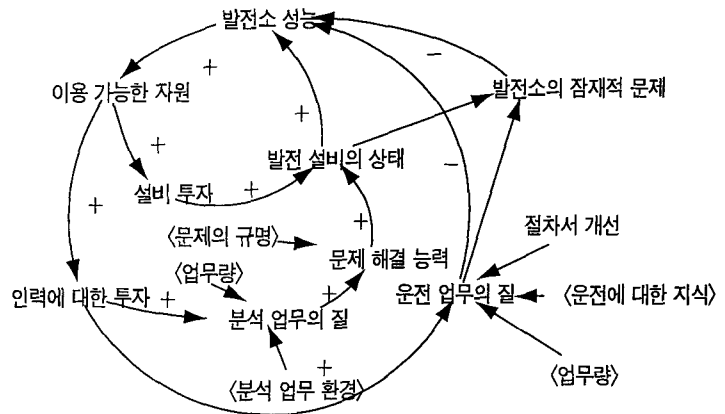 발전소 성능
−
+
이용 가능한 자원
발전소의 잠재적 문제
+
+
발전 설비의 상태
−
설비 투자
+
+
+
절차서 개선
〈문제의 규명〉
문제 해결 능력
〈업무량〉
인력에 대한 투자
+
+
운전 업무의 질
〈운전에 대한 지식〉
분석 업무의 질
+
〈분석 업무 환경〉
〈업무량〉